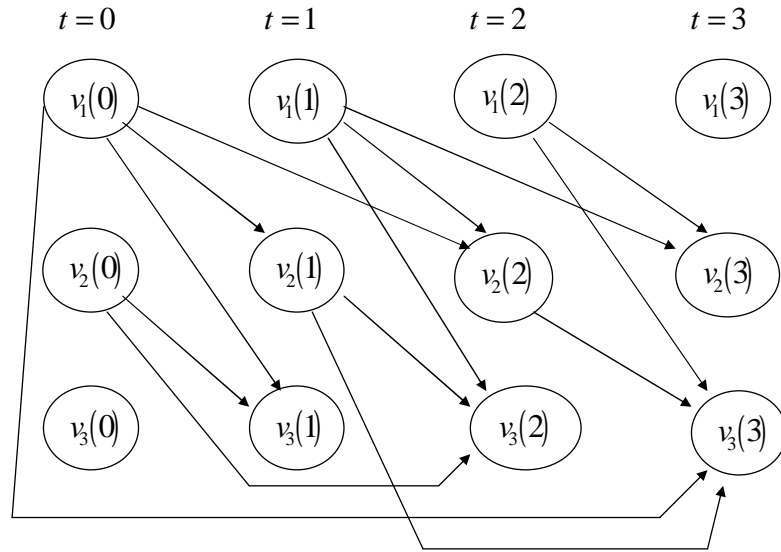 t = 0 t = 1 t = 2 t = 3
v₁(0) v₁(1) v₁(2) v₁(3)
v₂(0) v₂(1) v₂(2) v₂(3)
v₃(0) v₃(1) v₃(2) v₃(3)